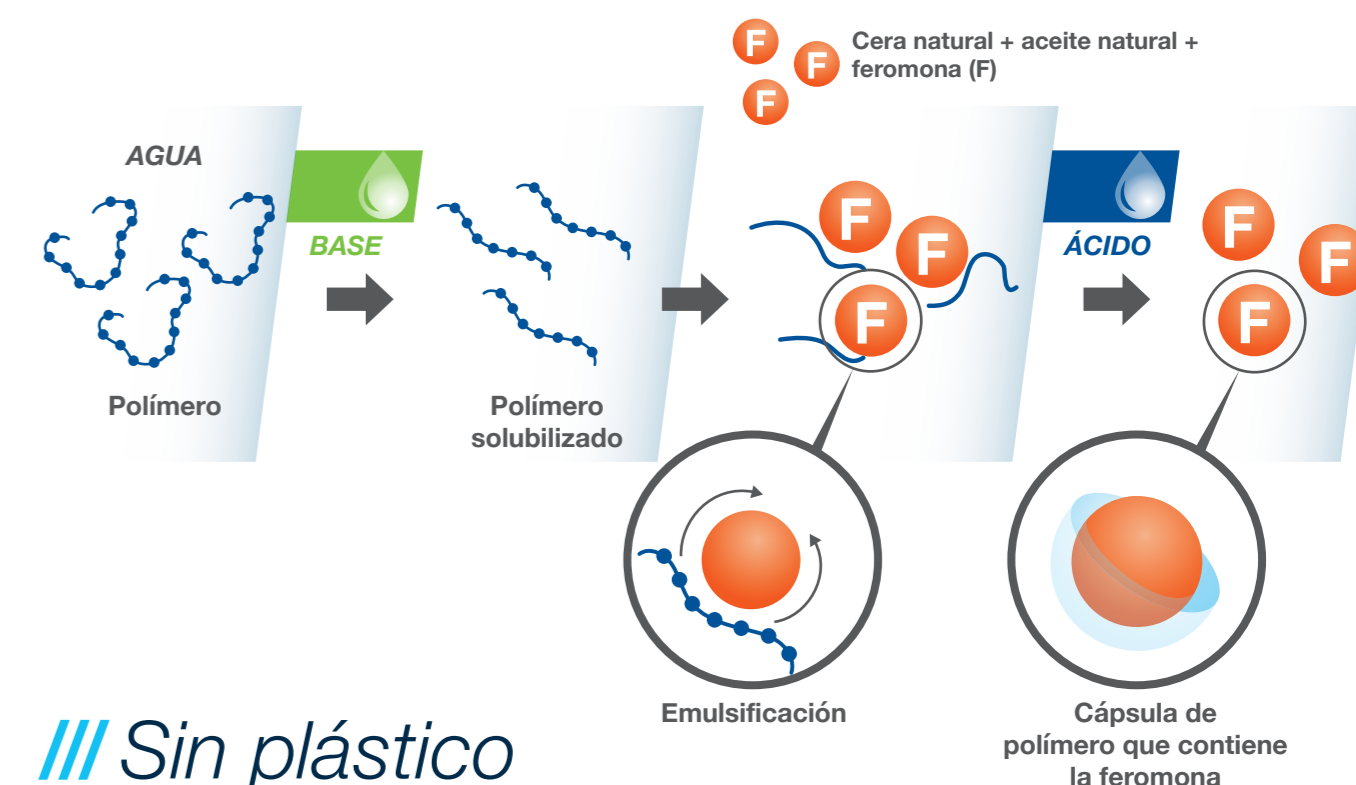 F
F
F
Cera natural + aceite natural +
feromona (F)
AGUA
BASE
ÁCIDO
F
F
F
F
F
F
Polímero
Polímero
solubilizado
Emulsificación
Cápsula de
polímero que contiene
la feromona
/// Sin plástico